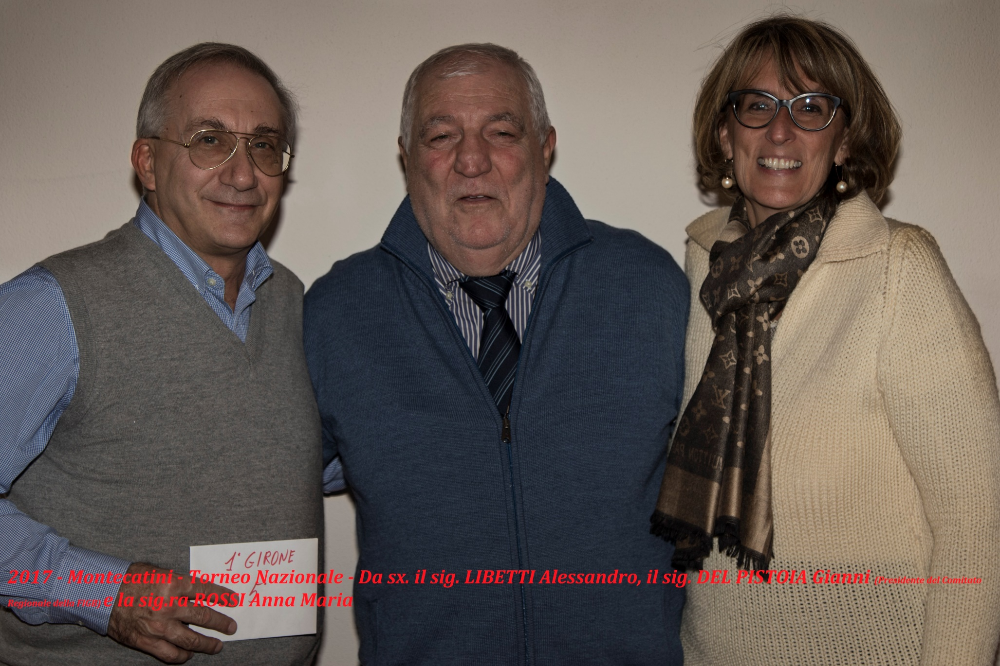 1° GIRONE
5°
2017 - Montecatini - Torneo Nazionale - Da sx. il sig. LIBETTI Alessandro, il sig. DEL PISTOIA Gianni (Presidente del Comitato
Regionale della FIGB) e la sig.ra ROSSI Anna Maria